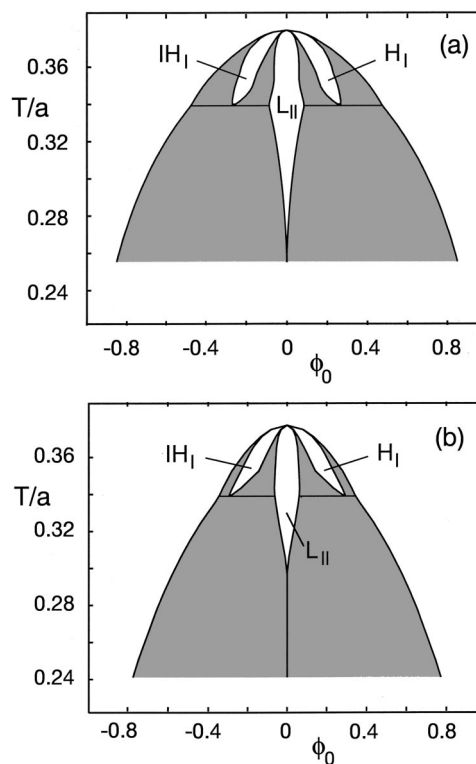 (a)
0.36
IH_I
H_I
T/a
L_II
0.32
0.28
0.24
-0.8 -0.4 0 0.4 0.8
ϕ_0
(b)
0.36
IH_I
H_I
T/a
0.32
L_II
0.28
0.24
-0.8 -0.4 0 0.4 0.8
ϕ_0